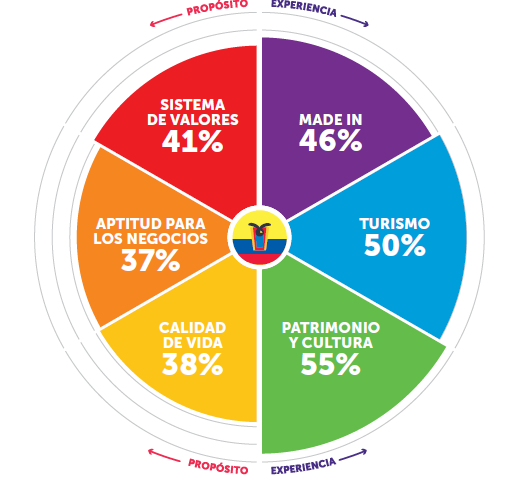 PROPÓSITO
EXPERIENCIA
SISTEMA
DE VALORES
41%
MADE IN
46%
APTITUD PARA
LOS NEGOCIOS
37%
TURISMO
50%
CALIDAD
DE VIDA
38%
PATRIMONIO
Y CULTURA
55%
PROPÓSITO
EXPERIENCIA